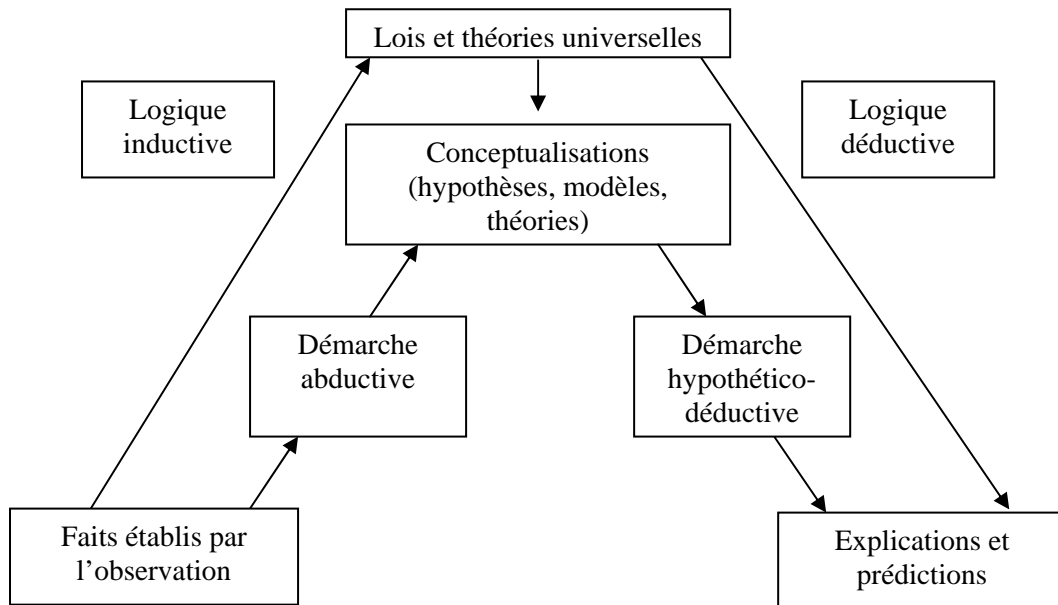 Lois et théories universelles
Logique
inductive
Logique
déductive
Conceptualisations
(hypothèses, modèles,
théories)
Démarche
abductive
Démarche
hypothético-
déductive
Faits établis par
l’observation
Explications et
prédictions